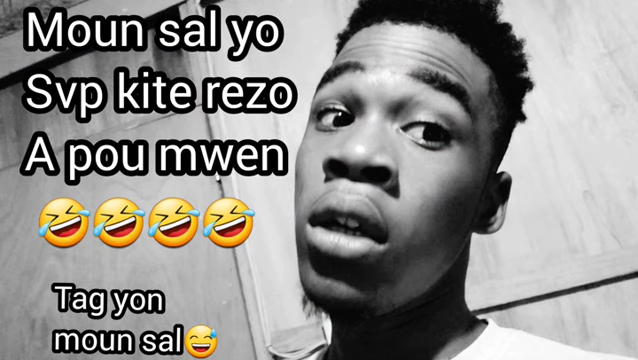 Moun sal yo
Svp kite rezo
A pou mwen
🤣🤣🤣🤣
Tag yon
moun sal😅